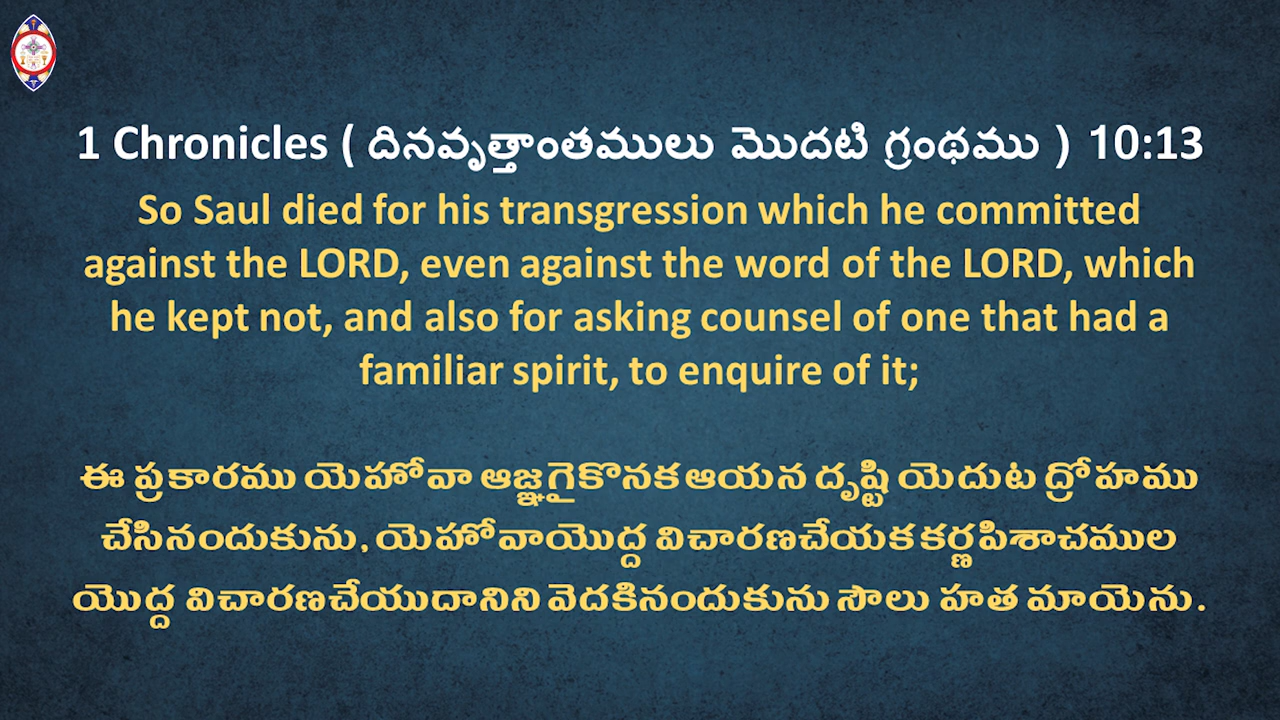 1 Chronicles ( దినవృత్తాంతములు మొదటి గ్రంథము ) 10:13
So Saul died for his transgression which he committed
against the LORD, even against the word of the LORD, which
he kept not, and also for asking counsel of one that had a
familiar spirit, to enquire of it;
ఈ ప్రకారము యెహోవా ఆజ్ఞగైకొనక ఆయన దృష్టి యెదుట ద్రోహము
చేసినందుకును, యెహోవాయొద్ద విచారణచేయక కర్ణపిశాచముల
యొద్ద విచారణచేయుదానిని వెదకినందుకును సౌలు హత మాయెను.